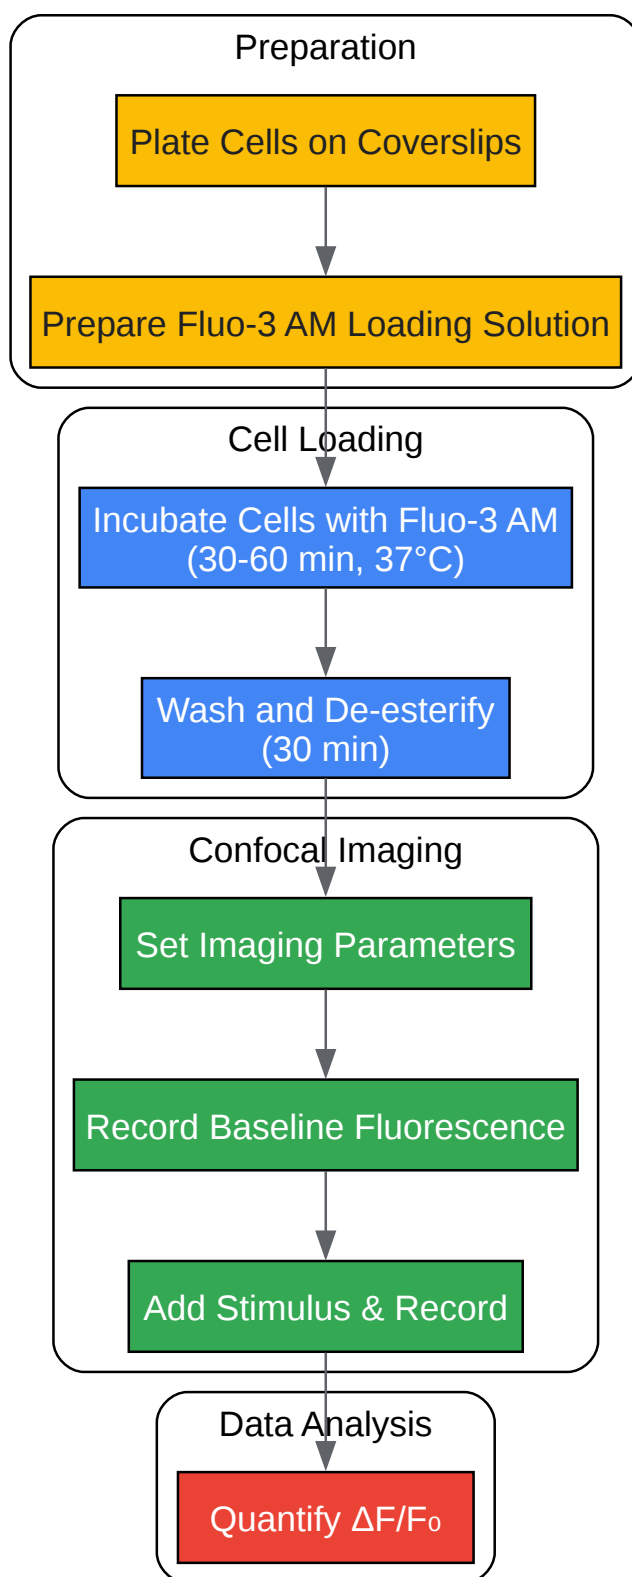 Preparation
Plate Cells on Coverslips
Prepare Fluo-3 AM Loading Solution
Cell Loading
Incubate Cells with Fluo-3 AM
(30-60 min, 37°C)
Wash and De-esterify
(30 min)
Confocal Imaging
Set Imaging Parameters
Record Baseline Fluorescence
Add Stimulus & Record
Data Analysis
Quantify ΔF/F₀